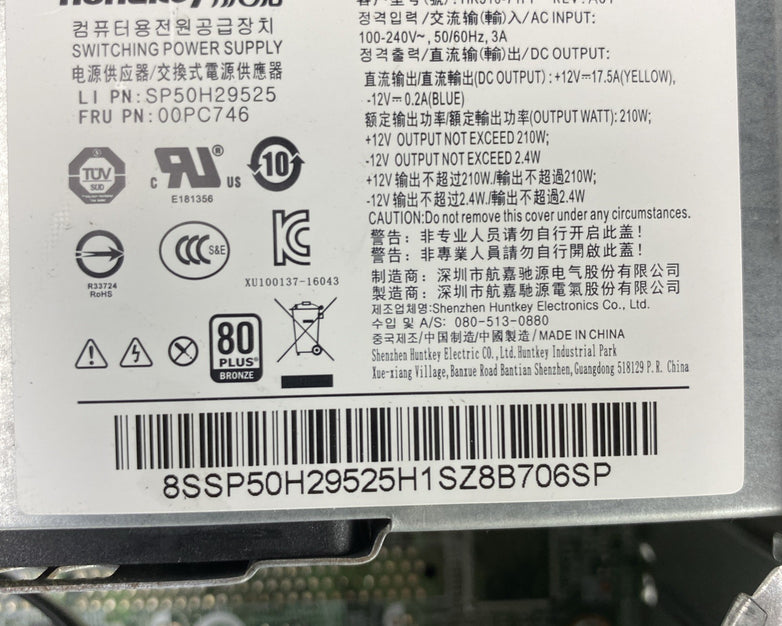 컴퓨터용전원공급장치
SWITCHING POWER SUPPLY
电源供应器/交換式電源供應器
LI PN:SP50H29525
FRU PN:00PC746
TUV
SUD
c RU ® US
E181356
10
R33724
RoHS
CCC S&E
KC
XU100137-16043
80
PLUS®
BRONZE
정격입력/交流输(輸)入/AC INPUT:
100-240V~, 50/60Hz, 3A
정격출력/直流输(輸)出/DC OUTPUT:
直流输出/直流輸出(DC OUTPUT) : +12V⎓17.5A(YELLOW),
-12V⎓0.2A(BLUE)
额定输出功率/額定輸出功率(OUTPUT WATT): 210W;
+12V OUTPUT NOT EXCEED 210W;
-12V OUTPUT NOT EXCEED 2.4W
+12V 输出不超过210W./輸出不超過210W;
-12V 输出不超过2.4W./輸出不超過2.4W
CAUTION:Do not remove this cover under any circumstances.
警告：非专业人员请勿自行开启此盖！
警告：非專業人員請勿自行開啟此蓋！
制造商：深圳市航嘉驰源电气股份有限公司
製造商：深圳市航嘉馳源電氣股份有限公司
제조업체명:Shenzhen Huntkey Electronics Co., Ltd.
수입 및 A/S: 080-513-0880
중국제조/中国制造/中國製造/MADE IN CHINA
Shenzhen Huntkey Electric CO., Ltd. Huntkey Industrial Park
Xue-xiang Village, Banxue Road Bantian Shenzhen, Guangdong 518129 P. R. China
8SSP50H29525H1SZ8B706SP